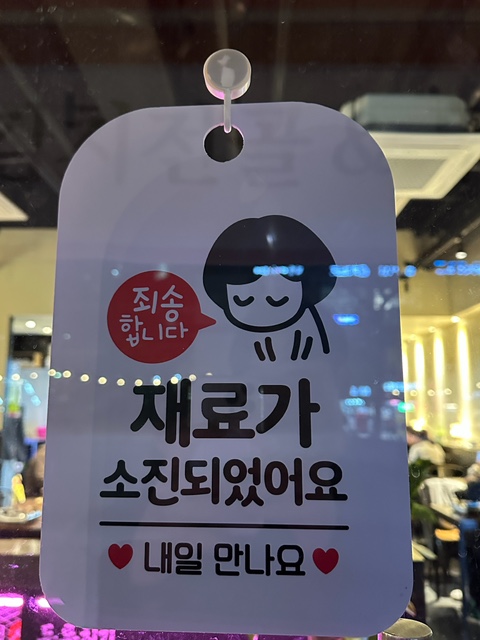 죄송
합니다
재료가
소진되었어요
내일 만나요